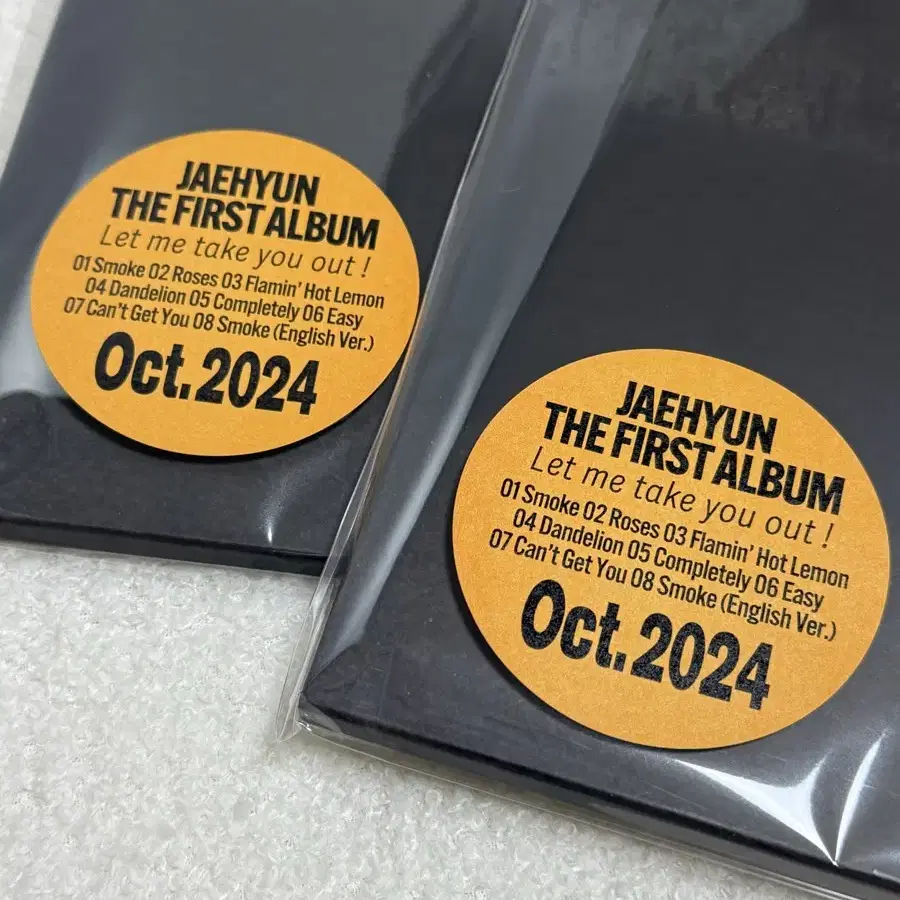 JAEHYUN
THE FIRST ALBUM
Let me take you out !
01 Smoke 02 Roses 03 Flamin' Hot Lemon
04 Dandelion 05 Completely 06 Easy
07 Can't Get You 08 Smoke (English Ver.)
Oct. 2024
JAEHYUN
THE FIRST ALBUM
Let me take you out !
01 Smoke 02 Roses 03 Flamin' Hot Lemon
04 Dandelion 05 Completely 06 Easy
07 Can't Get You 08 Smoke (English Ver.)
Oct. 2024